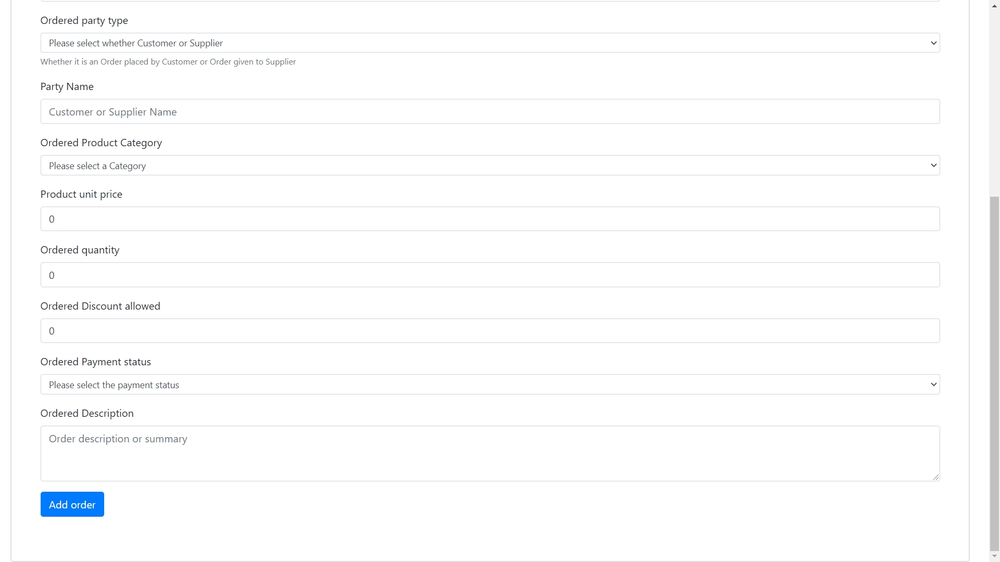 Ordered party type
Please select whether Customer or Supplier
Whether it is an Order placed by Customer or Order given to Supplier
Party Name
Customer or Supplier Name
Ordered Product Category
Please select a Category
Product unit price
0
Ordered quantity
0
Ordered Discount allowed
0
Ordered Payment status
Please select the payment status
Ordered Description
Order description or summary
Add order